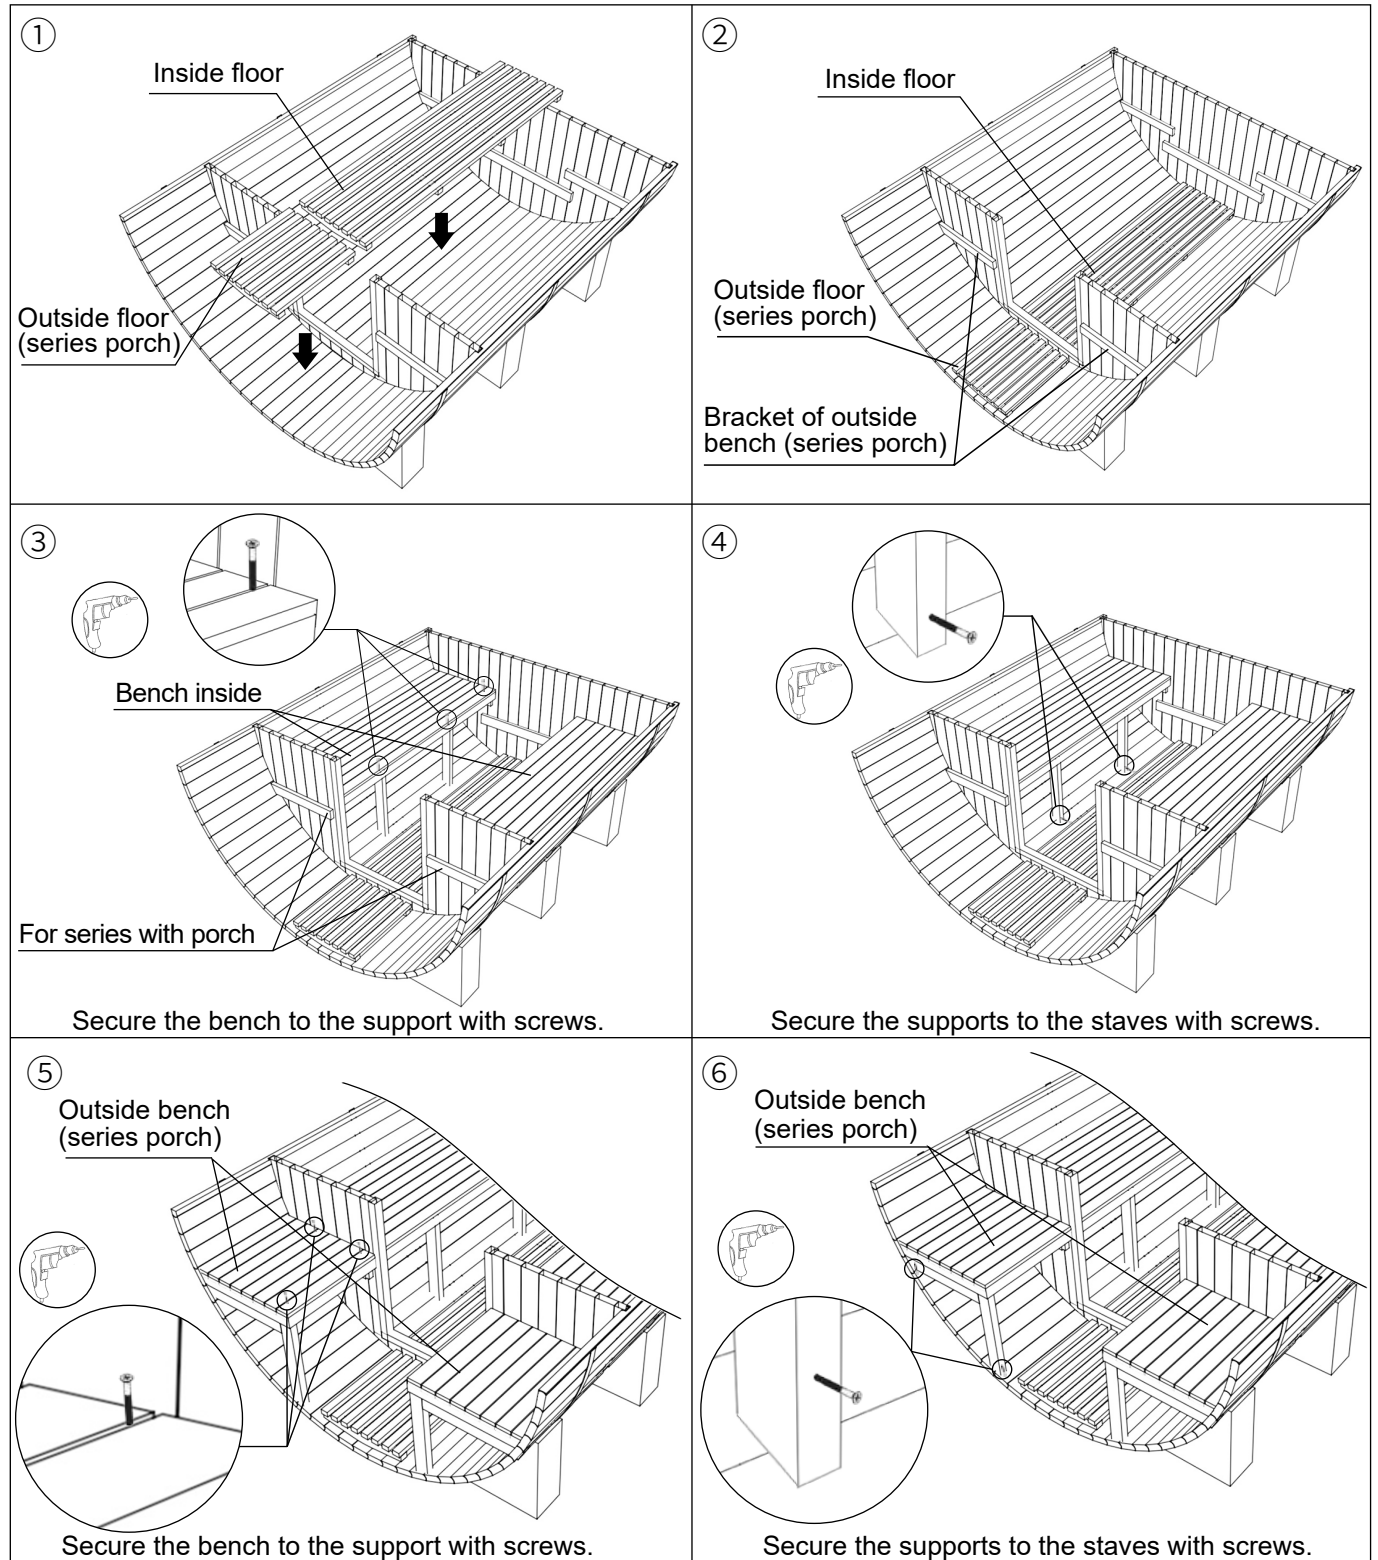 ①
Inside floor
Outside floor
(series porch)
②
Inside floor
Outside floor
(series porch)
Bracket of outside
bench (series porch)
③
Bench inside
For series with porch
Secure the bench to the support with screws.
④
Secure the supports to the staves with screws.
⑤
Outside bench
(series porch)
Secure the bench to the support with screws.
⑥
Outside bench
(series porch)
Secure the supports to the staves with screws.